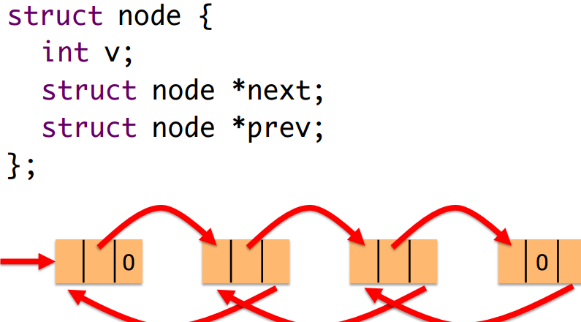 struct node {
  int v;
  struct node *next;
  struct node *prev;
};
0 0